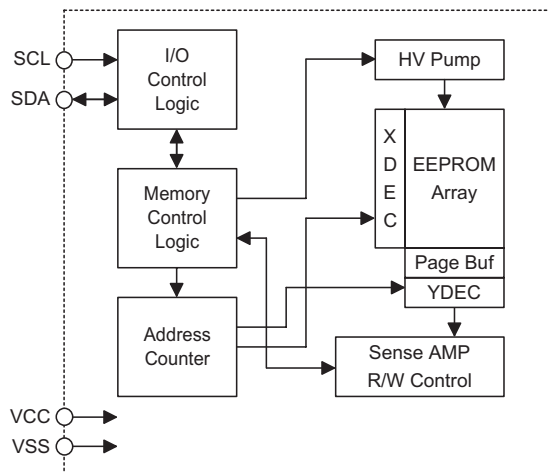 SCL
SDA
I/O
Control
Logic
HV Pump
X
D
E
C
EEPROM
Array
Memory
Control
Logic
Page Buf
YDEC
Address
Counter
Sense AMP
R/W Control
VCC
VSS